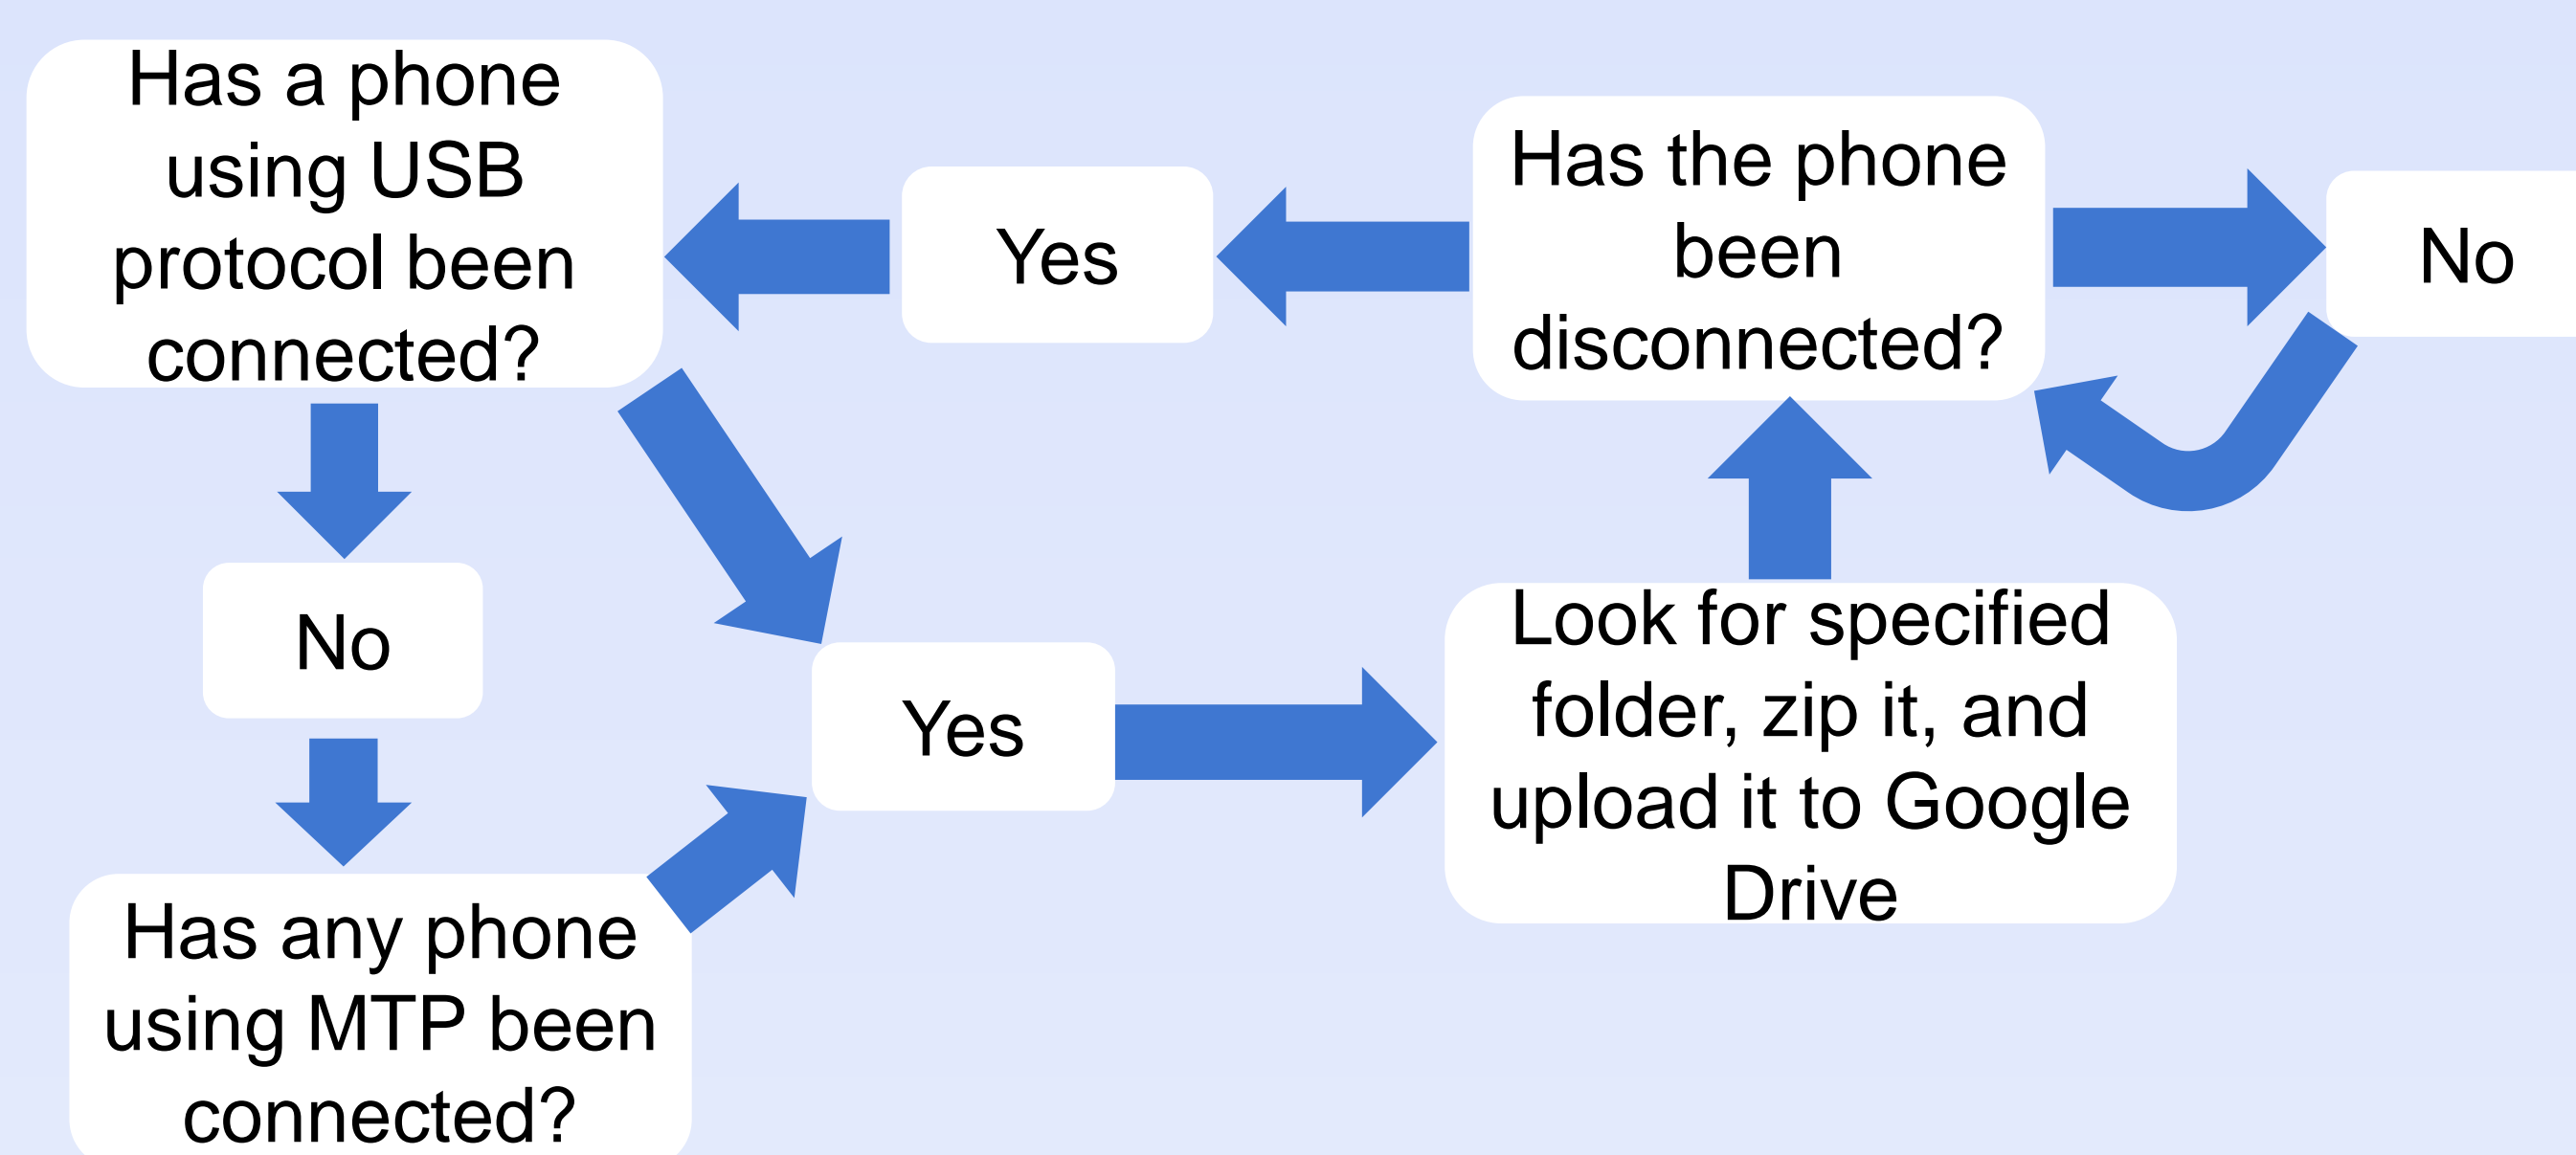 Has a phone
using USB
protocol been
connected?
Yes
Has the phone
been
disconnected?
No
No
Yes
Look for specified
folder, zip it, and
upload it to Google
Drive
Has any phone
using MTP been
connected?